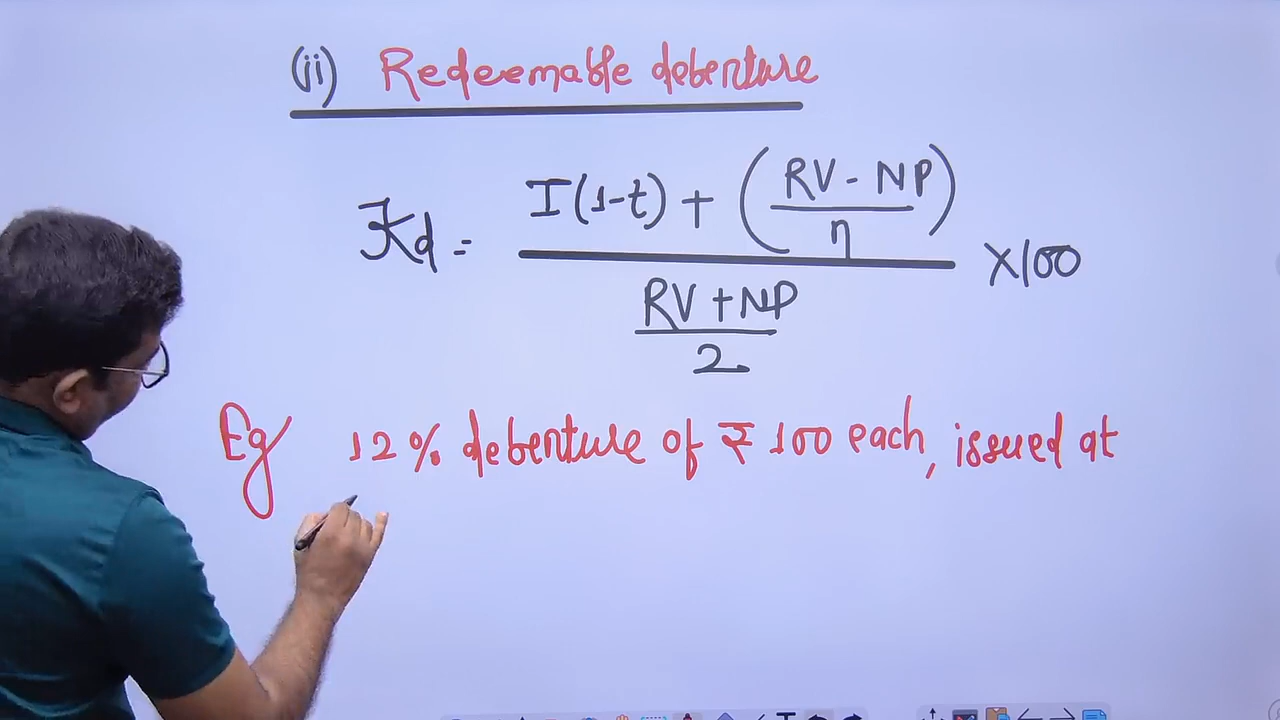 (ii) Redeemable debenture
Kd = I(1-t) + (RV - NP / n) / RV + NP / 2 X100
Eg 12% debenture of ₹ 100 each, issued at